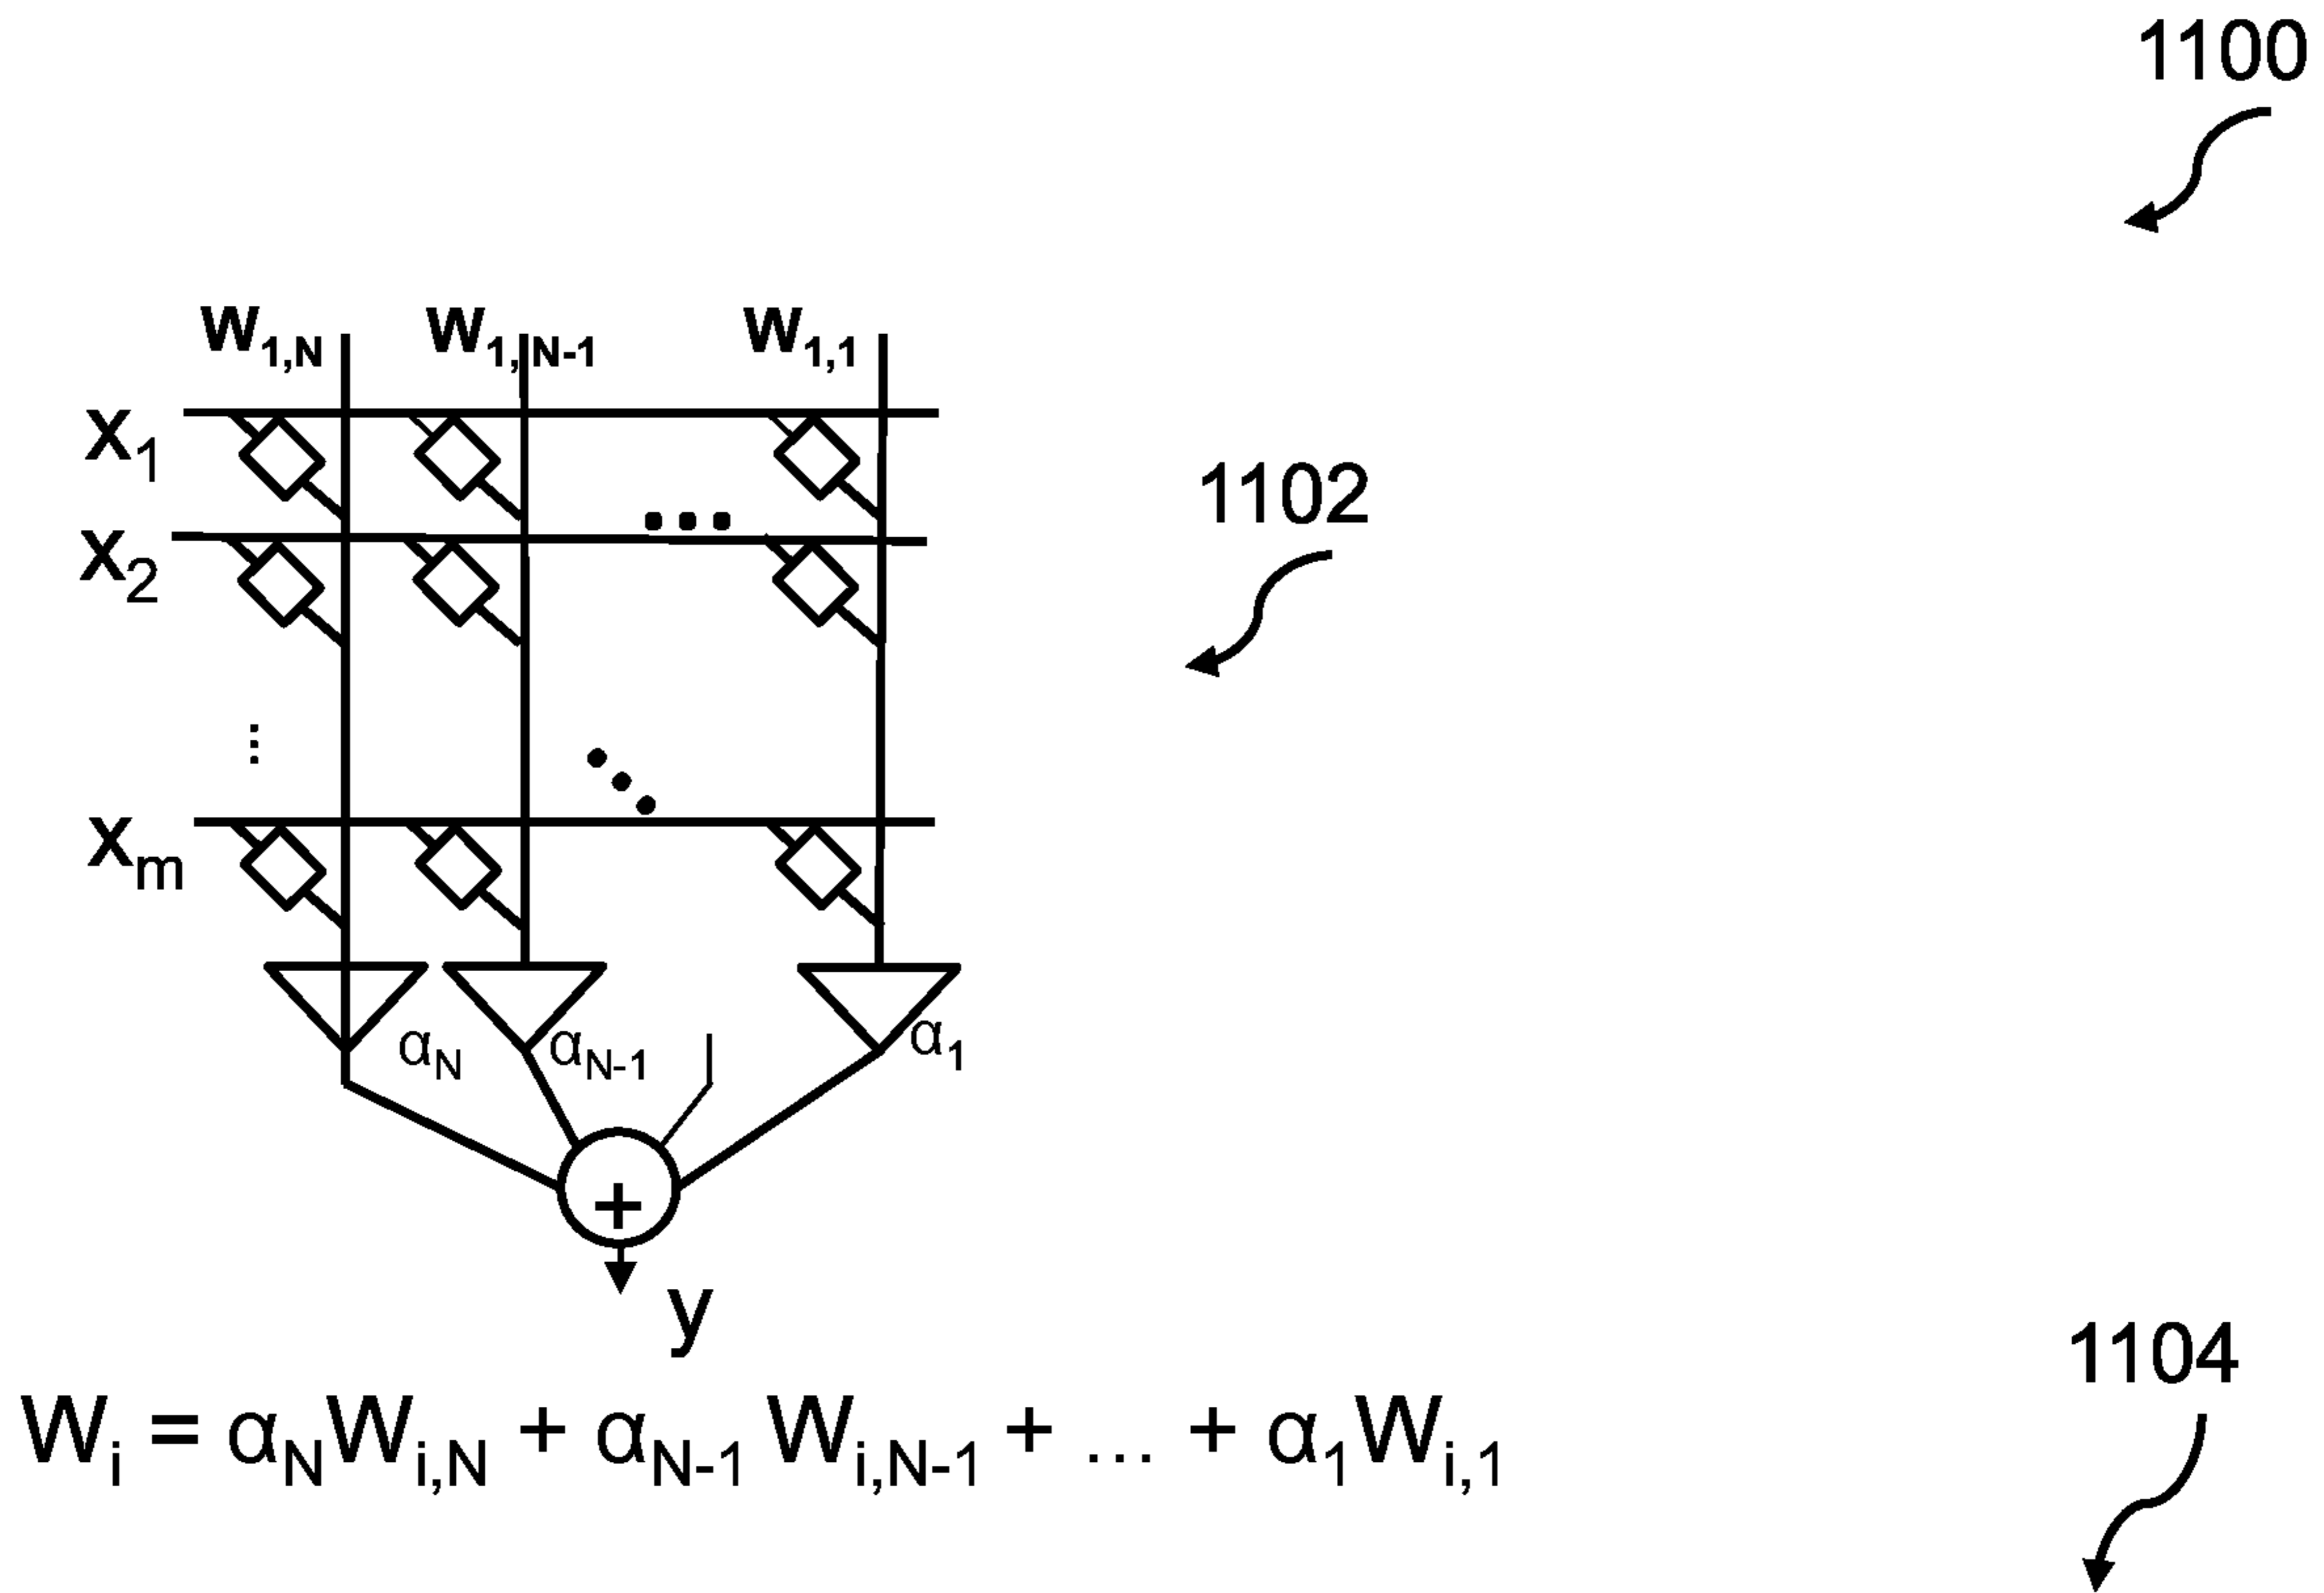 1100
W1,N W1,N-1 W1,1
X1
1102
...
X2
⋮
Xm
αN αN-1 α1
+
y
1104
Wi = αNWi,N + αN-1 Wi,N-1 + ... + α1Wi,1